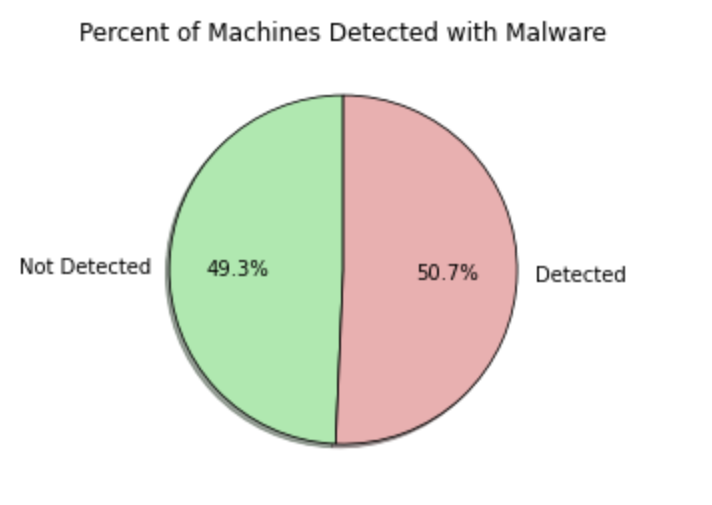 Percent of Machines Detected with Malware
Not Detected
49.3%
50.7%
Detected